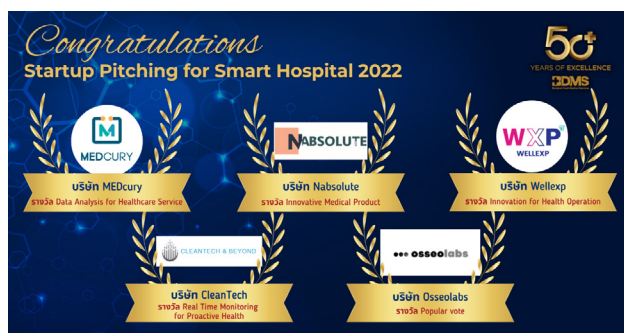 Congratulations
Startup Pitching for Smart Hospital 2022
50+
YEARS OF EXCELLENCE
BDMS
MEDCURY
บริษัท MEDcury
รางวัล Data Analysis for Healthcare Service
NABSOLUTE
บริษัท Nabsolute
รางวัล Innovative Medical Product
WXP
WELLEXP
บริษัท Wellexp
รางวัล Innovation for Health Operation
CLEANTECH & BEYOND
บริษัท CleanTech
รางวัล Real Time Monitoring
for Proactive Health
osseolabs
บริษัท Osseolabs
รางวัล Popular vote